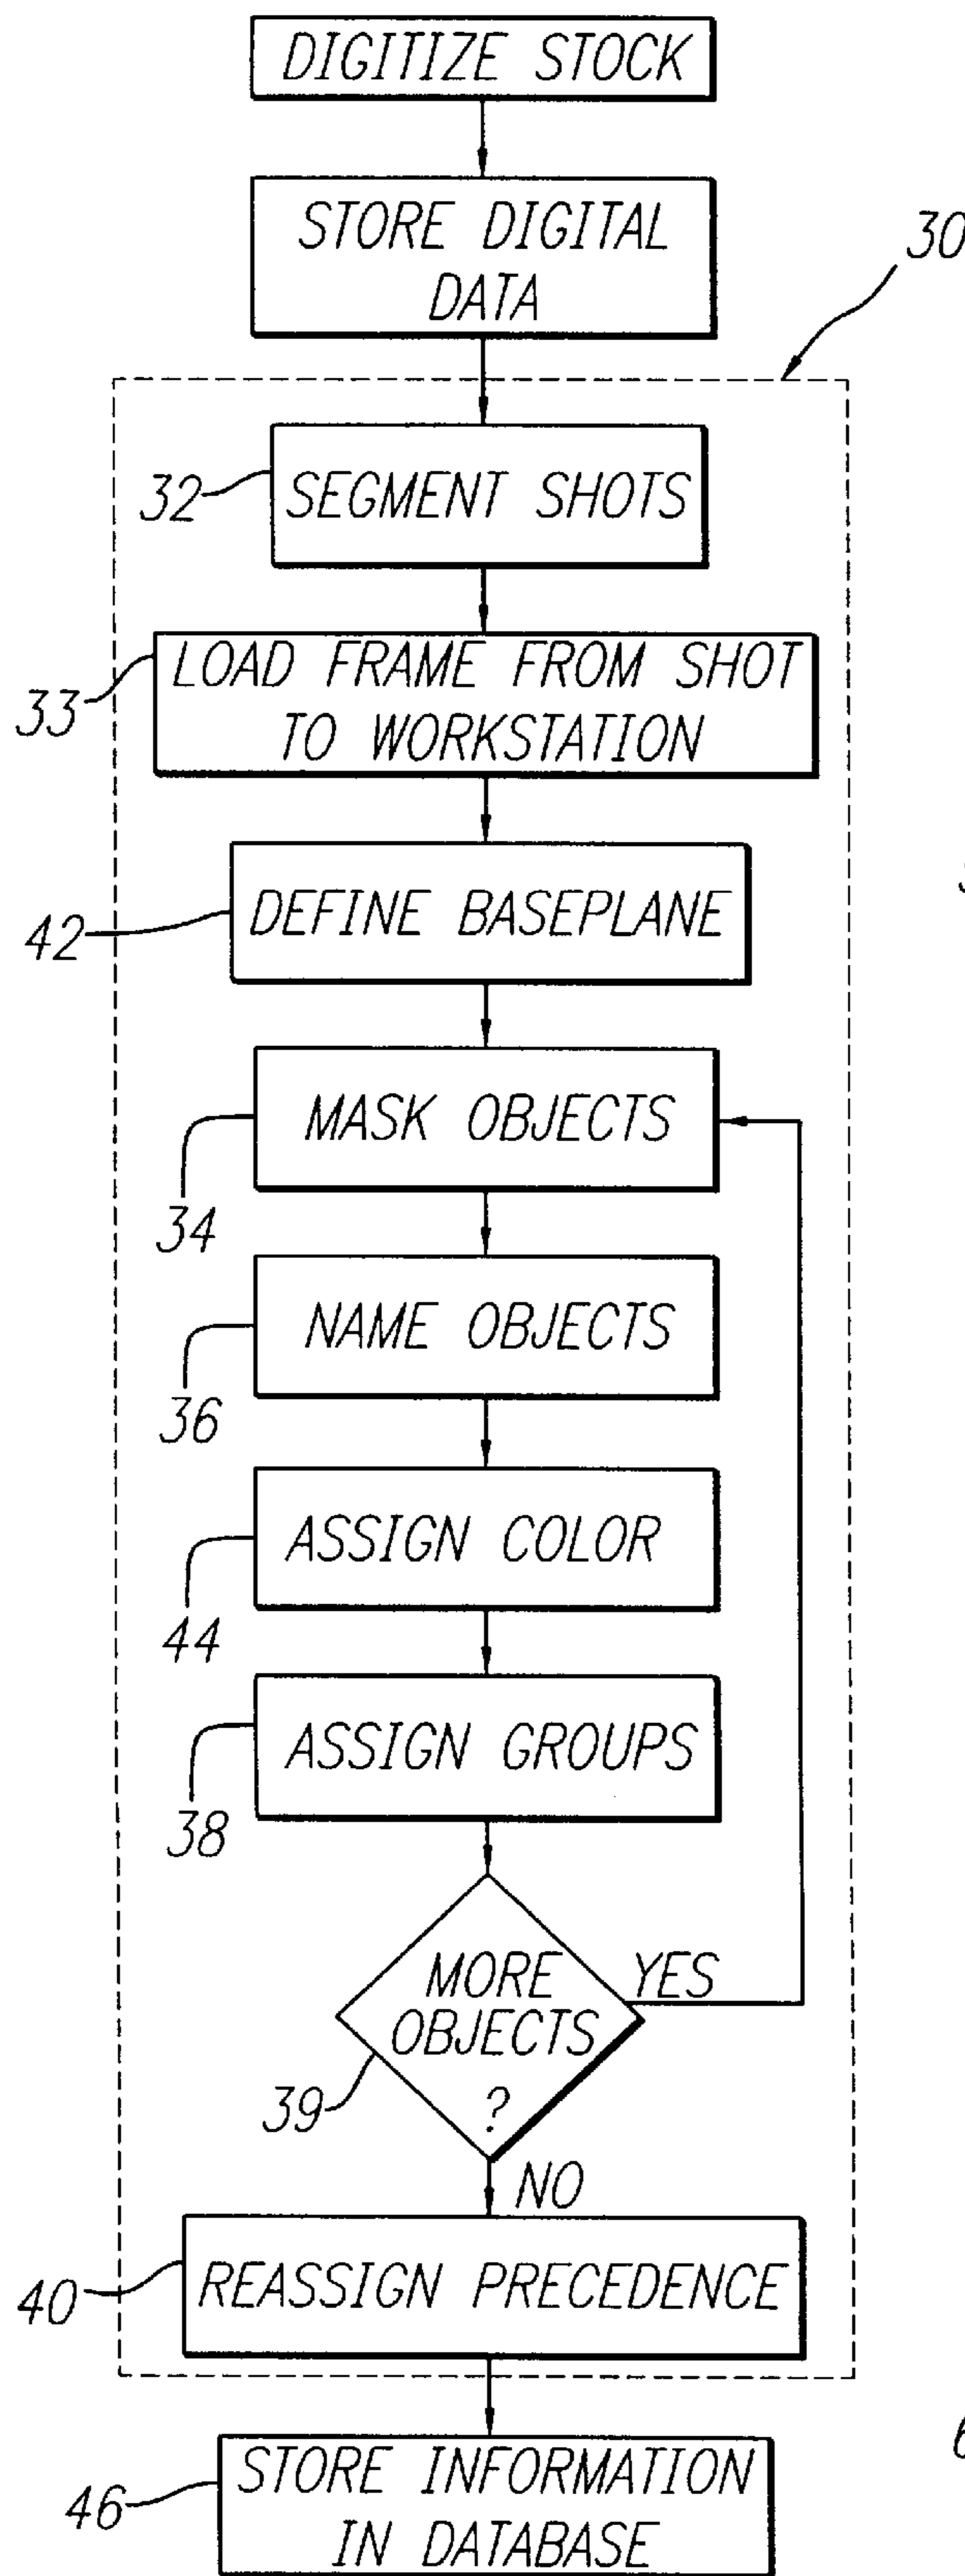 DIGITIZE STOCK
STORE DIGITAL
DATA
30
32
SEGMENT SHOTS
33
LOAD FRAME FROM SHOT
TO WORKSTATION
42
DEFINE BASEPLANE
MASK OBJECTS
34
NAME OBJECTS
36
ASSIGN COLOR
44
ASSIGN GROUPS
38
MORE
OBJECTS
?
YES
39
NO
REASSIGN PRECEDENCE
40
STORE INFORMATION
IN DATABASE
46